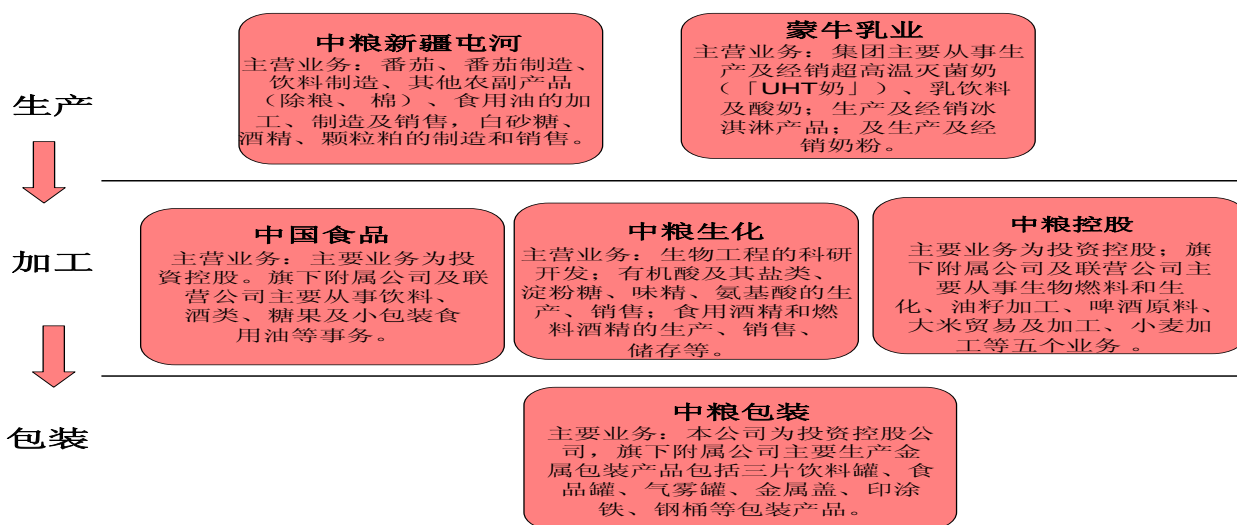 中粮新疆屯河
主营业务：番茄、番茄制造、
饮料制造、其他农副产品
（除粮、棉）、食用油的加
工、制造及销售，白砂糖、
酒精、颗粒粕的制造和销售。
蒙牛乳业
主营业务：集团主要从事生
产及经销超高温灭菌奶
（「UHT奶」）、乳饮料
及酸奶；生产及经销冰
淇淋产品；及生产及经
销奶粉。
生产
中国食品
主营业务：主要业务为投
資控股。旗下附属公司及联
营公司主要从事饮料、
酒类、糖果及小包装食
用油等事务。
中粮生化
主营业务：生物工程的科研
开发；有机酸及其盐类、
淀粉糖、味精、氨基酸的生
产、销售；食用酒精和燃
料酒精的生产、销售、
储存等。
中粮控股
主要业务为投资控股；旗
下附属公司及联营公司主
要从事生物燃料和生
化、油籽加工、啤酒原料、
大米贸易及加工、小麦加
工等五个业务 。
加工
中粮包装
主要业务：本公司为投资控股公
司，旗下附属公司主要生产金
属包装产品包括三片饮料罐、食
品罐、气雾罐、金属盖、印涂
铁、钢桶等包装产品。
包装